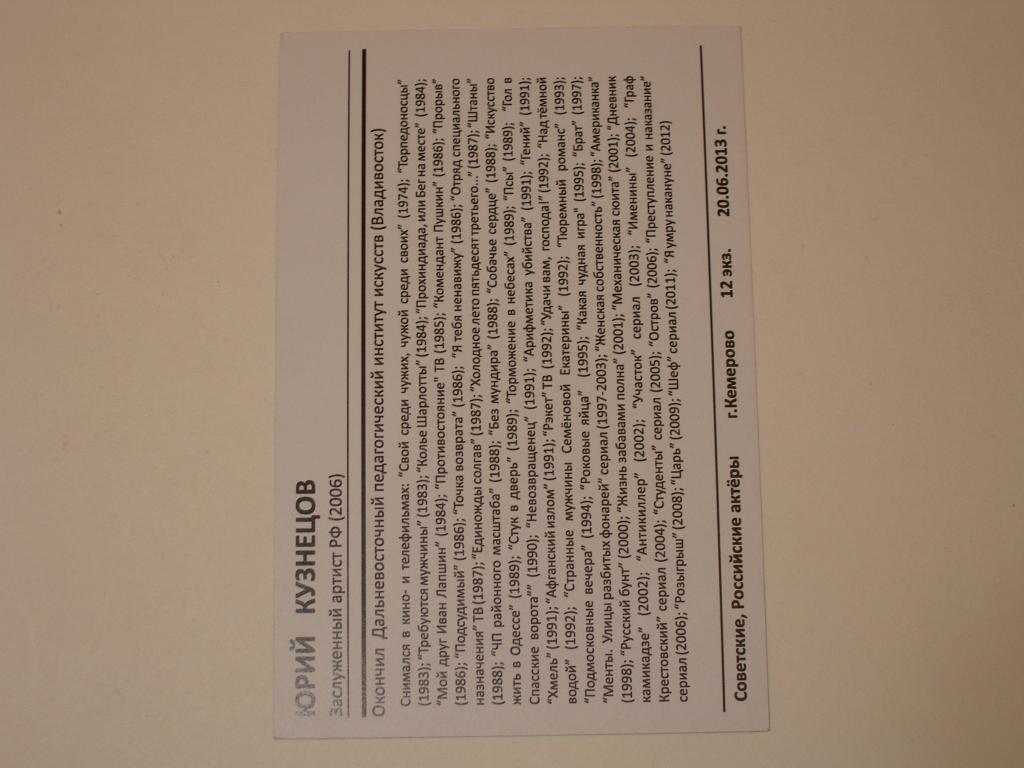 ЮРИЙ КУЗНЕЦОВ
Заслуженный артист РФ (2006)
Окончил Дальневосточный педагогический институт искусств (Владивосток)
Снимался в кино- и телефильмах: "Свой среди чужих, чужой среди своих" (1974); "Торпедоносцы"
(1983); "Требуются мужчины" (1983); "Колье Шарлотты" (1984); "Прохиндиада, или Бег на месте" (1984);
"Мой друг Иван Лапшин" (1984); "Противостояние" ТВ (1985); "Комендант Пушкин" (1986); "Прорыв"
(1986); "Подсудимый" (1986); "Точка возврата" (1986); "Я тебя ненавижу" (1986); "Отряд специального
назначения" ТВ (1987); "Единожды солгав" (1987); "Холодное лето пятьдесят третьего..." (1987); "Штаны"
(1988); "ЧП районного масштаба" (1988); "Без мундира" (1988); "Собачье сердце" (1988); "Искусство
жить в Одессе" (1989); "Стук в дверь" (1989); "Торможение в небесах" (1989); "Псы" (1989); "Гол в
Спасские ворота"" (1990); "Невозвращенец" (1991); "Арифметика убийства" (1991); "Гений" (1991);
"Хмель" (1991); "Афганский излом" (1991); "Рэкет" ТВ (1992); "Удачи вам, господа!" (1992); "Над тёмной
водой" (1992); "Странные мужчины Семёновой Екатерины" (1992); "Тюремный романс" (1993);
"Подмосковные вечера" (1994); "Роковые яйца" (1995); "Какая чудная игра" (1995); "Брат" (1997);
"Менты. Улицы разбитых фонарей" сериал (1997-2003); "Женская собственность" (1998); "Американка"
(1998); "Русский бунт" (2000); "Жизнь забавами полна" (2001); "Механическая сюита" (2001); "Дневник
камикадзе" (2002); "Антикиллер" (2002); "Участок" сериал (2003); "Именины" (2004); "Граф
Крестовский" сериал (2004); "Студенты" сериал (2005); "Остров" (2006); "Преступление и наказание"
сериал (2006); "Розыгрыш" (2008); "Царь" (2009); "Шеф" сериал (2011); "Я умру накануне" (2012)
Советские, Российские актёры г.Кемерово 12 экз. 20.06.2013 г.